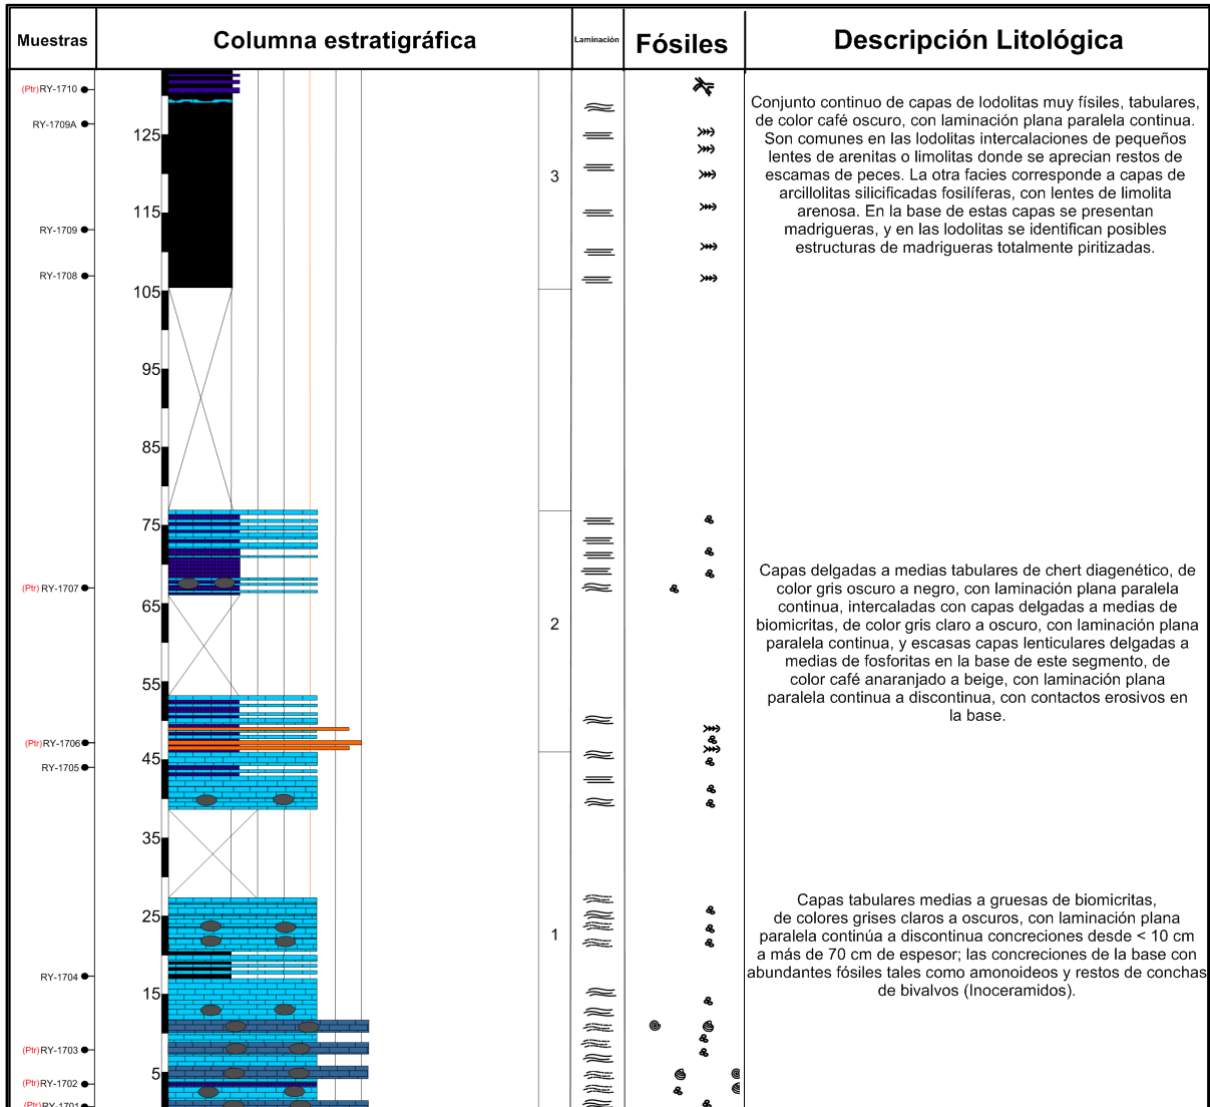 Muestras
Columna estratigráfica
Laminación
Fósiles
Descripción Litológica
(Ptr)RY-1710
RY-1709A
125
3
115
RY-1709
RY-1708
105
95
85
75
(Ptr)RY-1707
65
2
55
(Ptr)RY-1706
45
RY-1705
35
25
1
RY-1704
15
(Ptr)RY-1703
5
(Ptr)RY-1702
(Ptr)RY-1701
Conjunto continuo de capas de lodolitas muy físiles, tabulares,
de color café oscuro, con laminación plana paralela continua.
Son comunes en las lodolitas intercalaciones de pequeños
lentes de arenitas o limolitas donde se aprecian restos de
escamas de peces. La otra facies corresponde a capas de
arcillolitas silicificadas fosilíferas, con lentes de limolita
arenosa. En la base de estas capas se presentan
madrigueras, y en las lodolitas se identifican posibles
estructuras de madrigueras totalmente piritizadas.
Capas delgadas a medias tabulares de chert diagenético, de
color gris oscuro a negro, con laminación plana paralela
continua, intercaladas con capas delgadas a medias de
biomicritas, de color gris claro a oscuro, con laminación plana
paralela continua, y escasas capas lenticulares delgadas a
medias de fosforitas en la base de este segmento, de
color café anaranjado a beige, con laminación plana
paralela continua a discontinua, con contactos erosivos en
la base.
Capas tabulares medias a gruesas de biomicritas,
de colores grises claros a oscuros, con laminación plana
paralela continúa a discontinua concreciones desde < 10 cm
a más de 70 cm de espesor; las concreciones de la base con
abundantes fósiles tales como amonoideos y restos de conchas
de bivalvos (Inoceramidos).